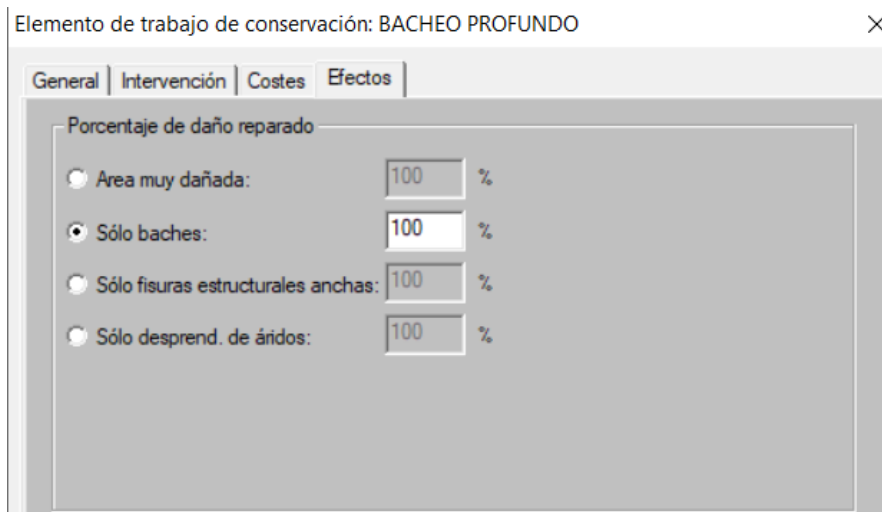 Elemento de trabajo de conservación: BACHEO PROFUNDO
General Intervención Costes Efectos
Porcentaje de daño reparado
Area muy dañada: 100 %
Sólo baches: 100 %
Sólo fisuras estructurales anchas: 100 %
Sólo desprend. de áridos: 100 %